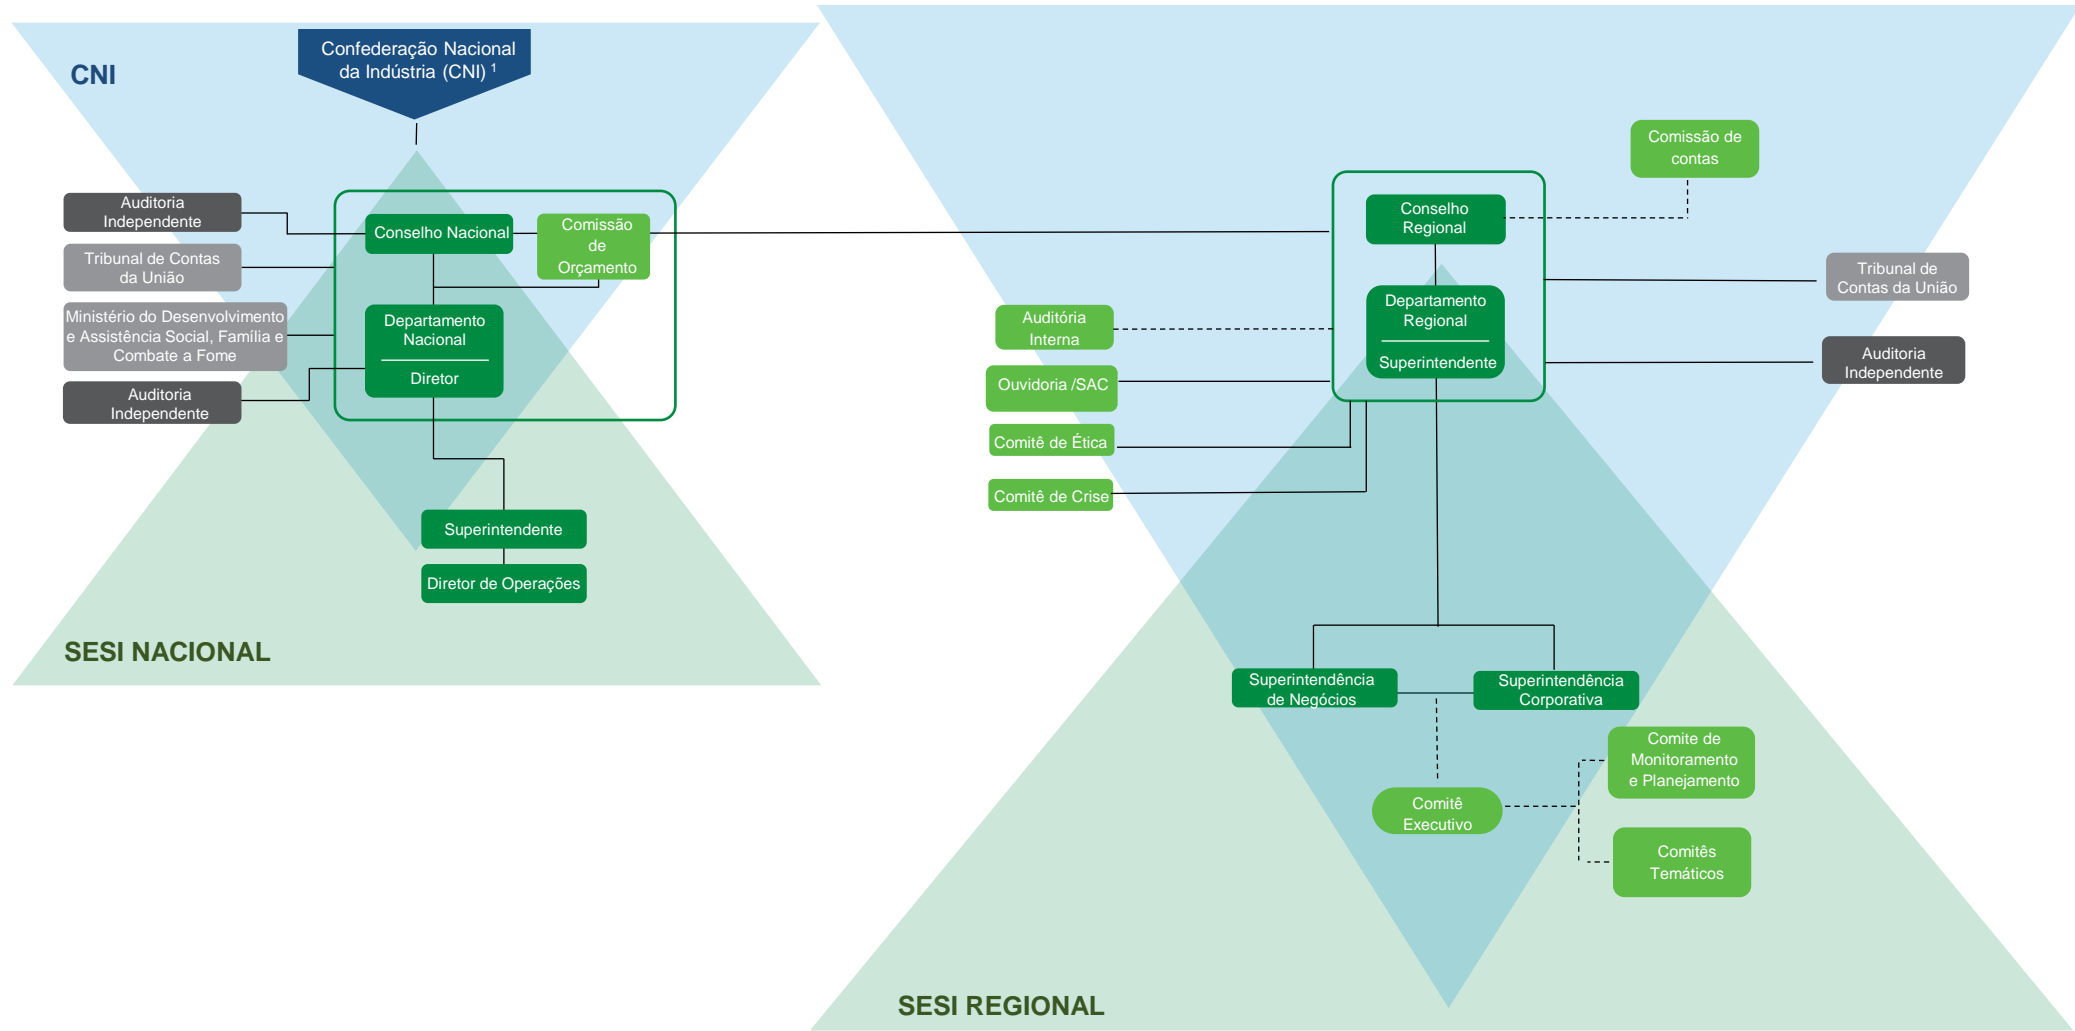 CNI
Confederação Nacional
da Indústria (CNI) 1
Auditoria
Independente
Tribunal de Contas
da União
Ministério do Desenvolvimento
e Assistência Social, Família e
Combate a Fome
Auditoria
Independente
Conselho Nacional
Comissão
de
Orçamento
Departamento
Nacional
Diretor
Superintendente
Diretor de Operações
SESI NACIONAL
Comissão de
contas
Conselho
Regional
Departamento
Regional
Superintendente
Tribunal de
Contas da União
Auditoria
Independente
Auditória
Interna
Ouvidoria /SAC
Comitê de Ética
Comitê de Crise
Superintendência
de Negócios
Superintendência
Corporativa
Comite de
Monitoramento
e Planejamento
Comitê
Executivo
Comitês
Temáticos
SESI REGIONAL